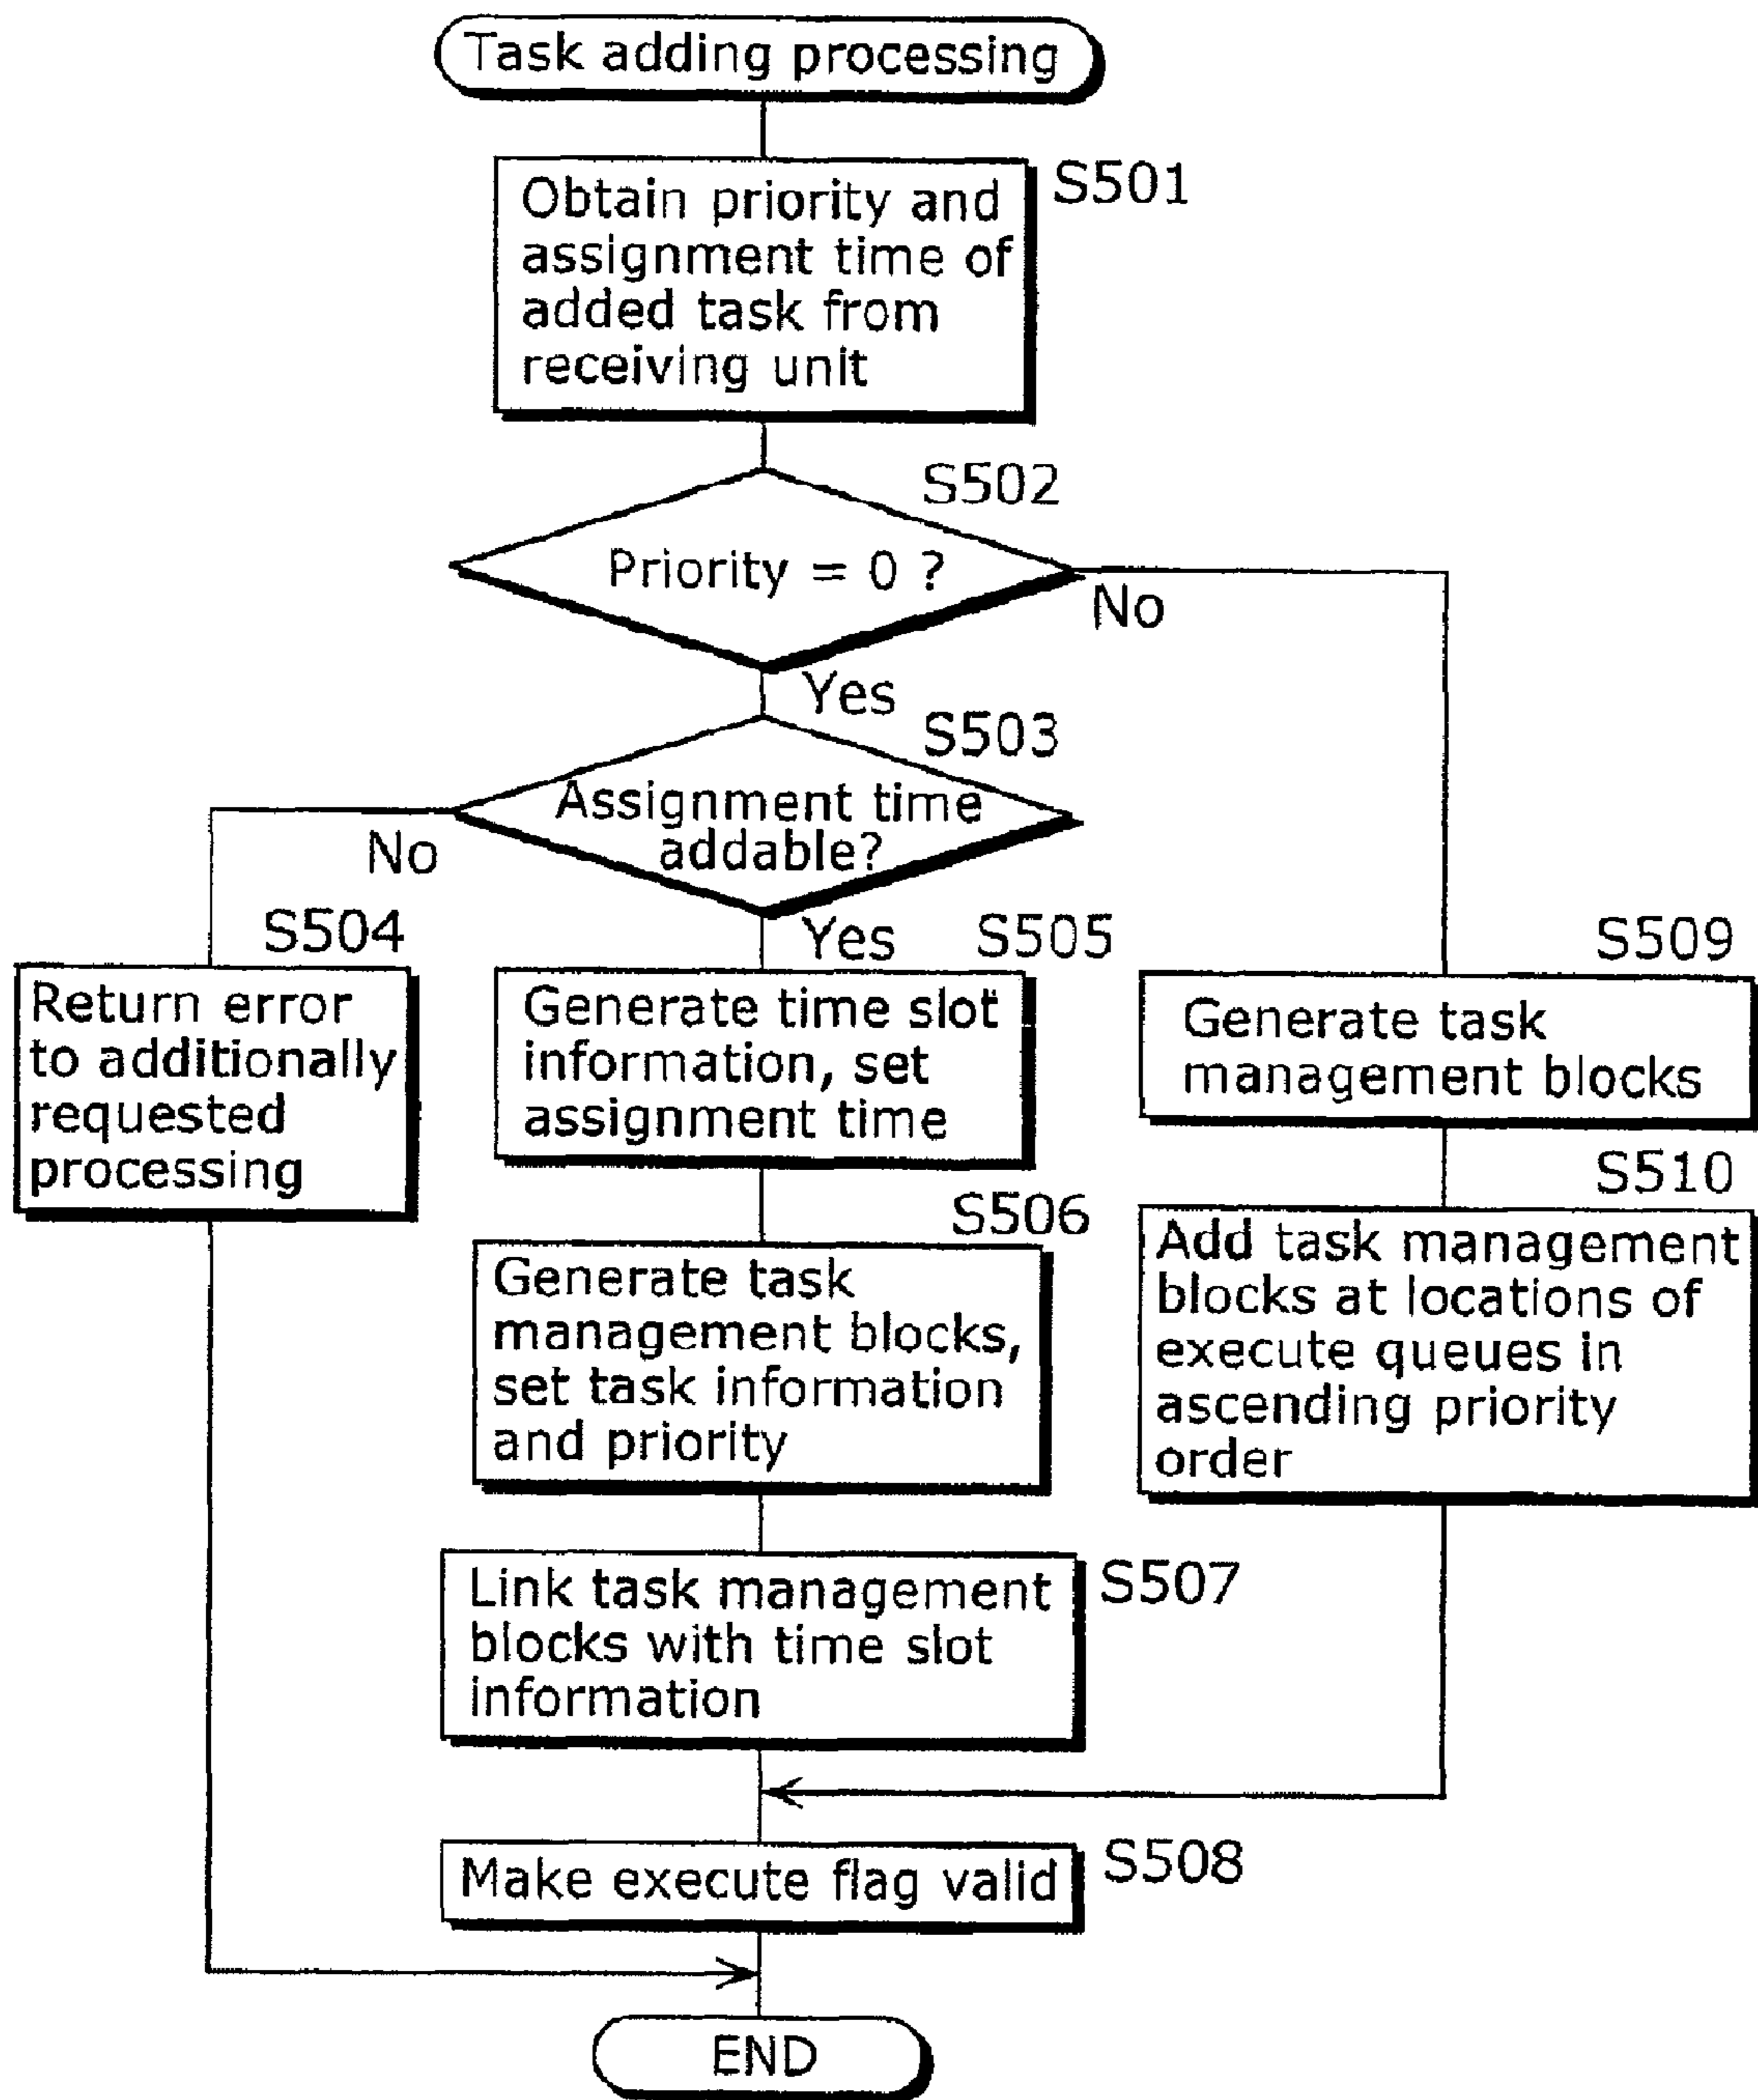 Task adding processing
S501
Obtain priority and
assignment time of
added task from
receiving unit
S502
Priority = 0 ?
No
Yes
S503
Assignment time
addable?
No
Yes
S504
Return error
to additionally
requested
processing
S505
Generate time slot
information, set
assignment time
S509
Generate task
management blocks
S506
Generate task
management blocks,
set task information
and priority
S510
Add task management
blocks at locations of
execute queues in
ascending priority
order
S507
Link task management
blocks with time slot
information
S508
Make execute flag valid
END